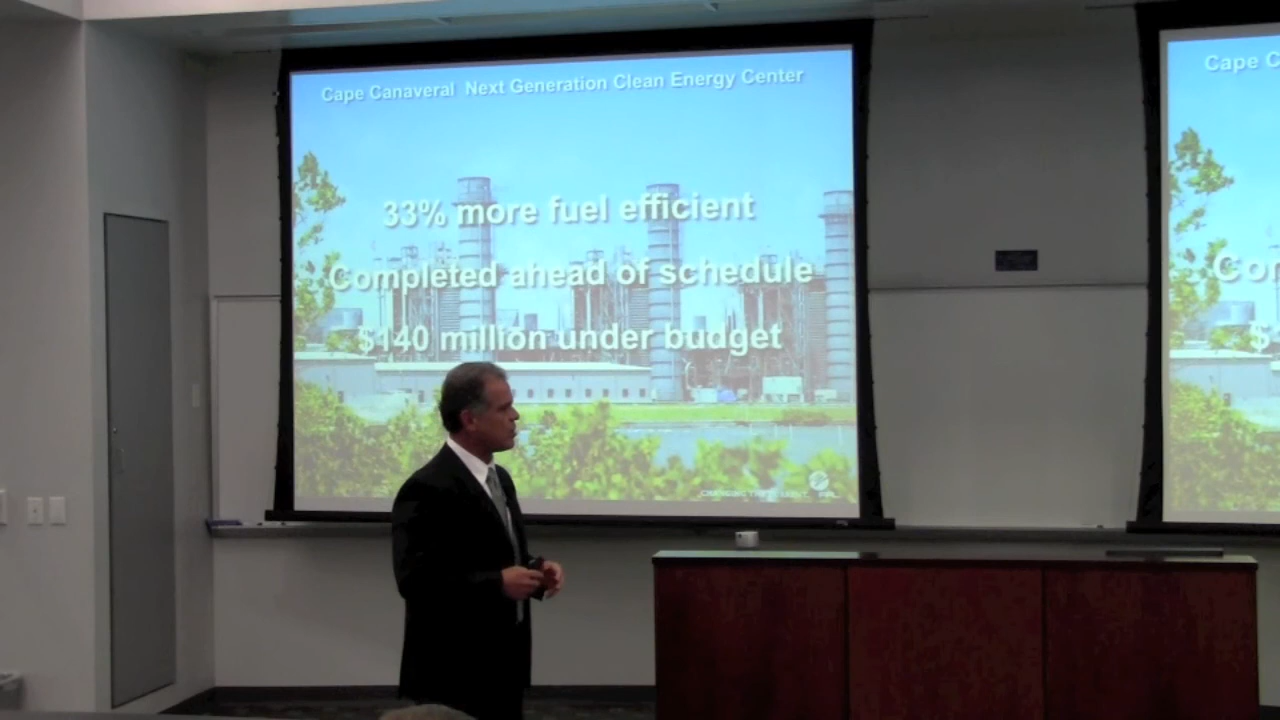 Cape Canaveral Next Generation Clean Energy Center
33% more fuel efficient
Completed ahead of schedule
$140 million under budget
Cape C
Con
$